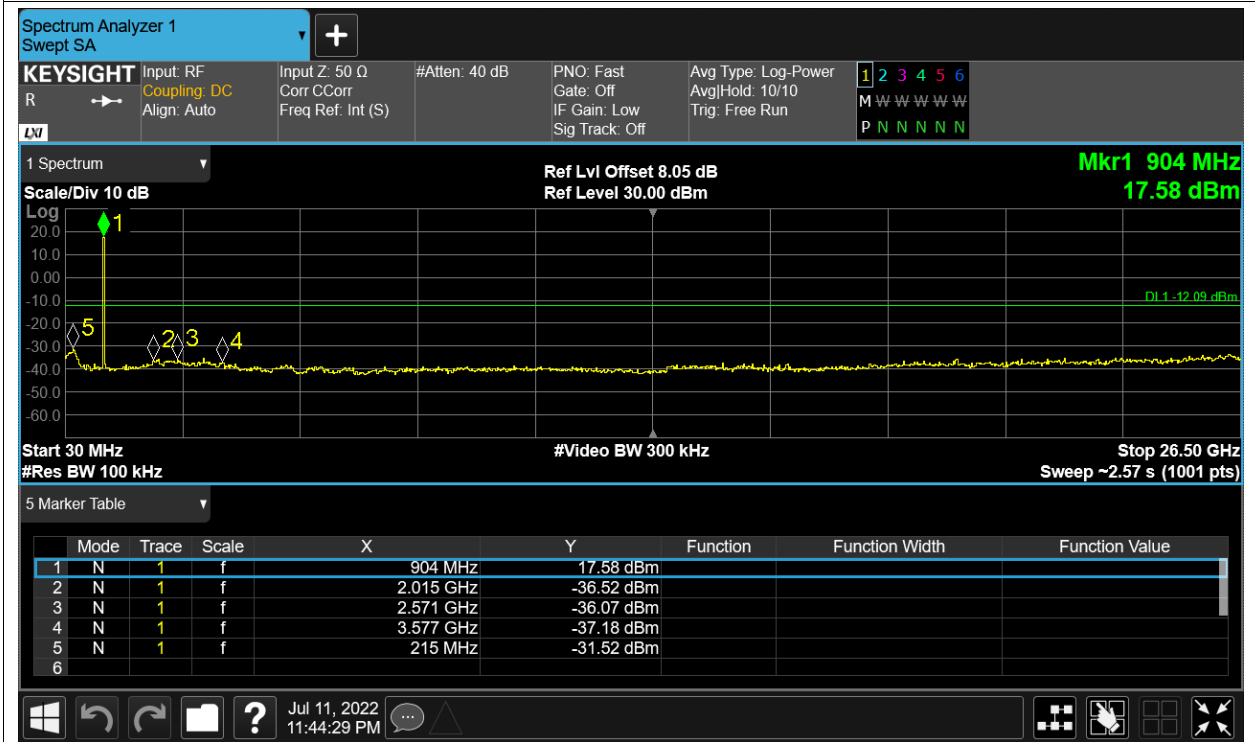 Spectrum Analyzer 1
Swept SA
+
KEYSIGHT
R
LXI
Input: RF
Coupling: DC
Align: Auto
Input Z: 50 Ω
Corr CCorr
Freq Ref: Int (S)
#Atten: 40 dB
PNO: Fast
Gate: Off
IF Gain: Low
Sig Track: Off
Avg Type: Log-Power
Avg|Hold: 10/10
Trig: Free Run
1 2 3 4 5 6
M W W W W W
P N N N N N
1 Spectrum
Scale/Div 10 dB
Ref Lvl Offset 8.05 dB
Ref Level 30.00 dBm
Mkr1 904 MHz
17.58 dBm
Log
20.0
10.0
0.00
-10.0
-20.0
-30.0
-40.0
-50.0
-60.0
1
5
2
3
4
DL1 -12.09 dBm
Start 30 MHz
#Video BW 300 kHz
Stop 26.50 GHz
#Res BW 100 kHz
Sweep ~2.57 s (1001 pts)
5 Marker Table
Mode Trace Scale X Y Function Function Width Function Value
1 N 1 f 904 MHz 17.58 dBm
2 N 1 f 2.015 GHz -36.52 dBm
3 N 1 f 2.571 GHz -36.07 dBm
4 N 1 f 3.577 GHz -37.18 dBm
5 N 1 f 215 MHz -31.52 dBm
6
?
Jul 11, 2022
11:44:29 PM